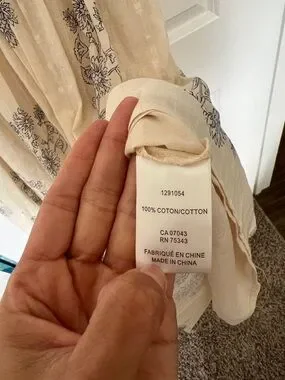 1291054
100% COTON/COTTON
CA 07043
RN 75343
FABRIQUÉ EN CHINE
MADE IN CHINA